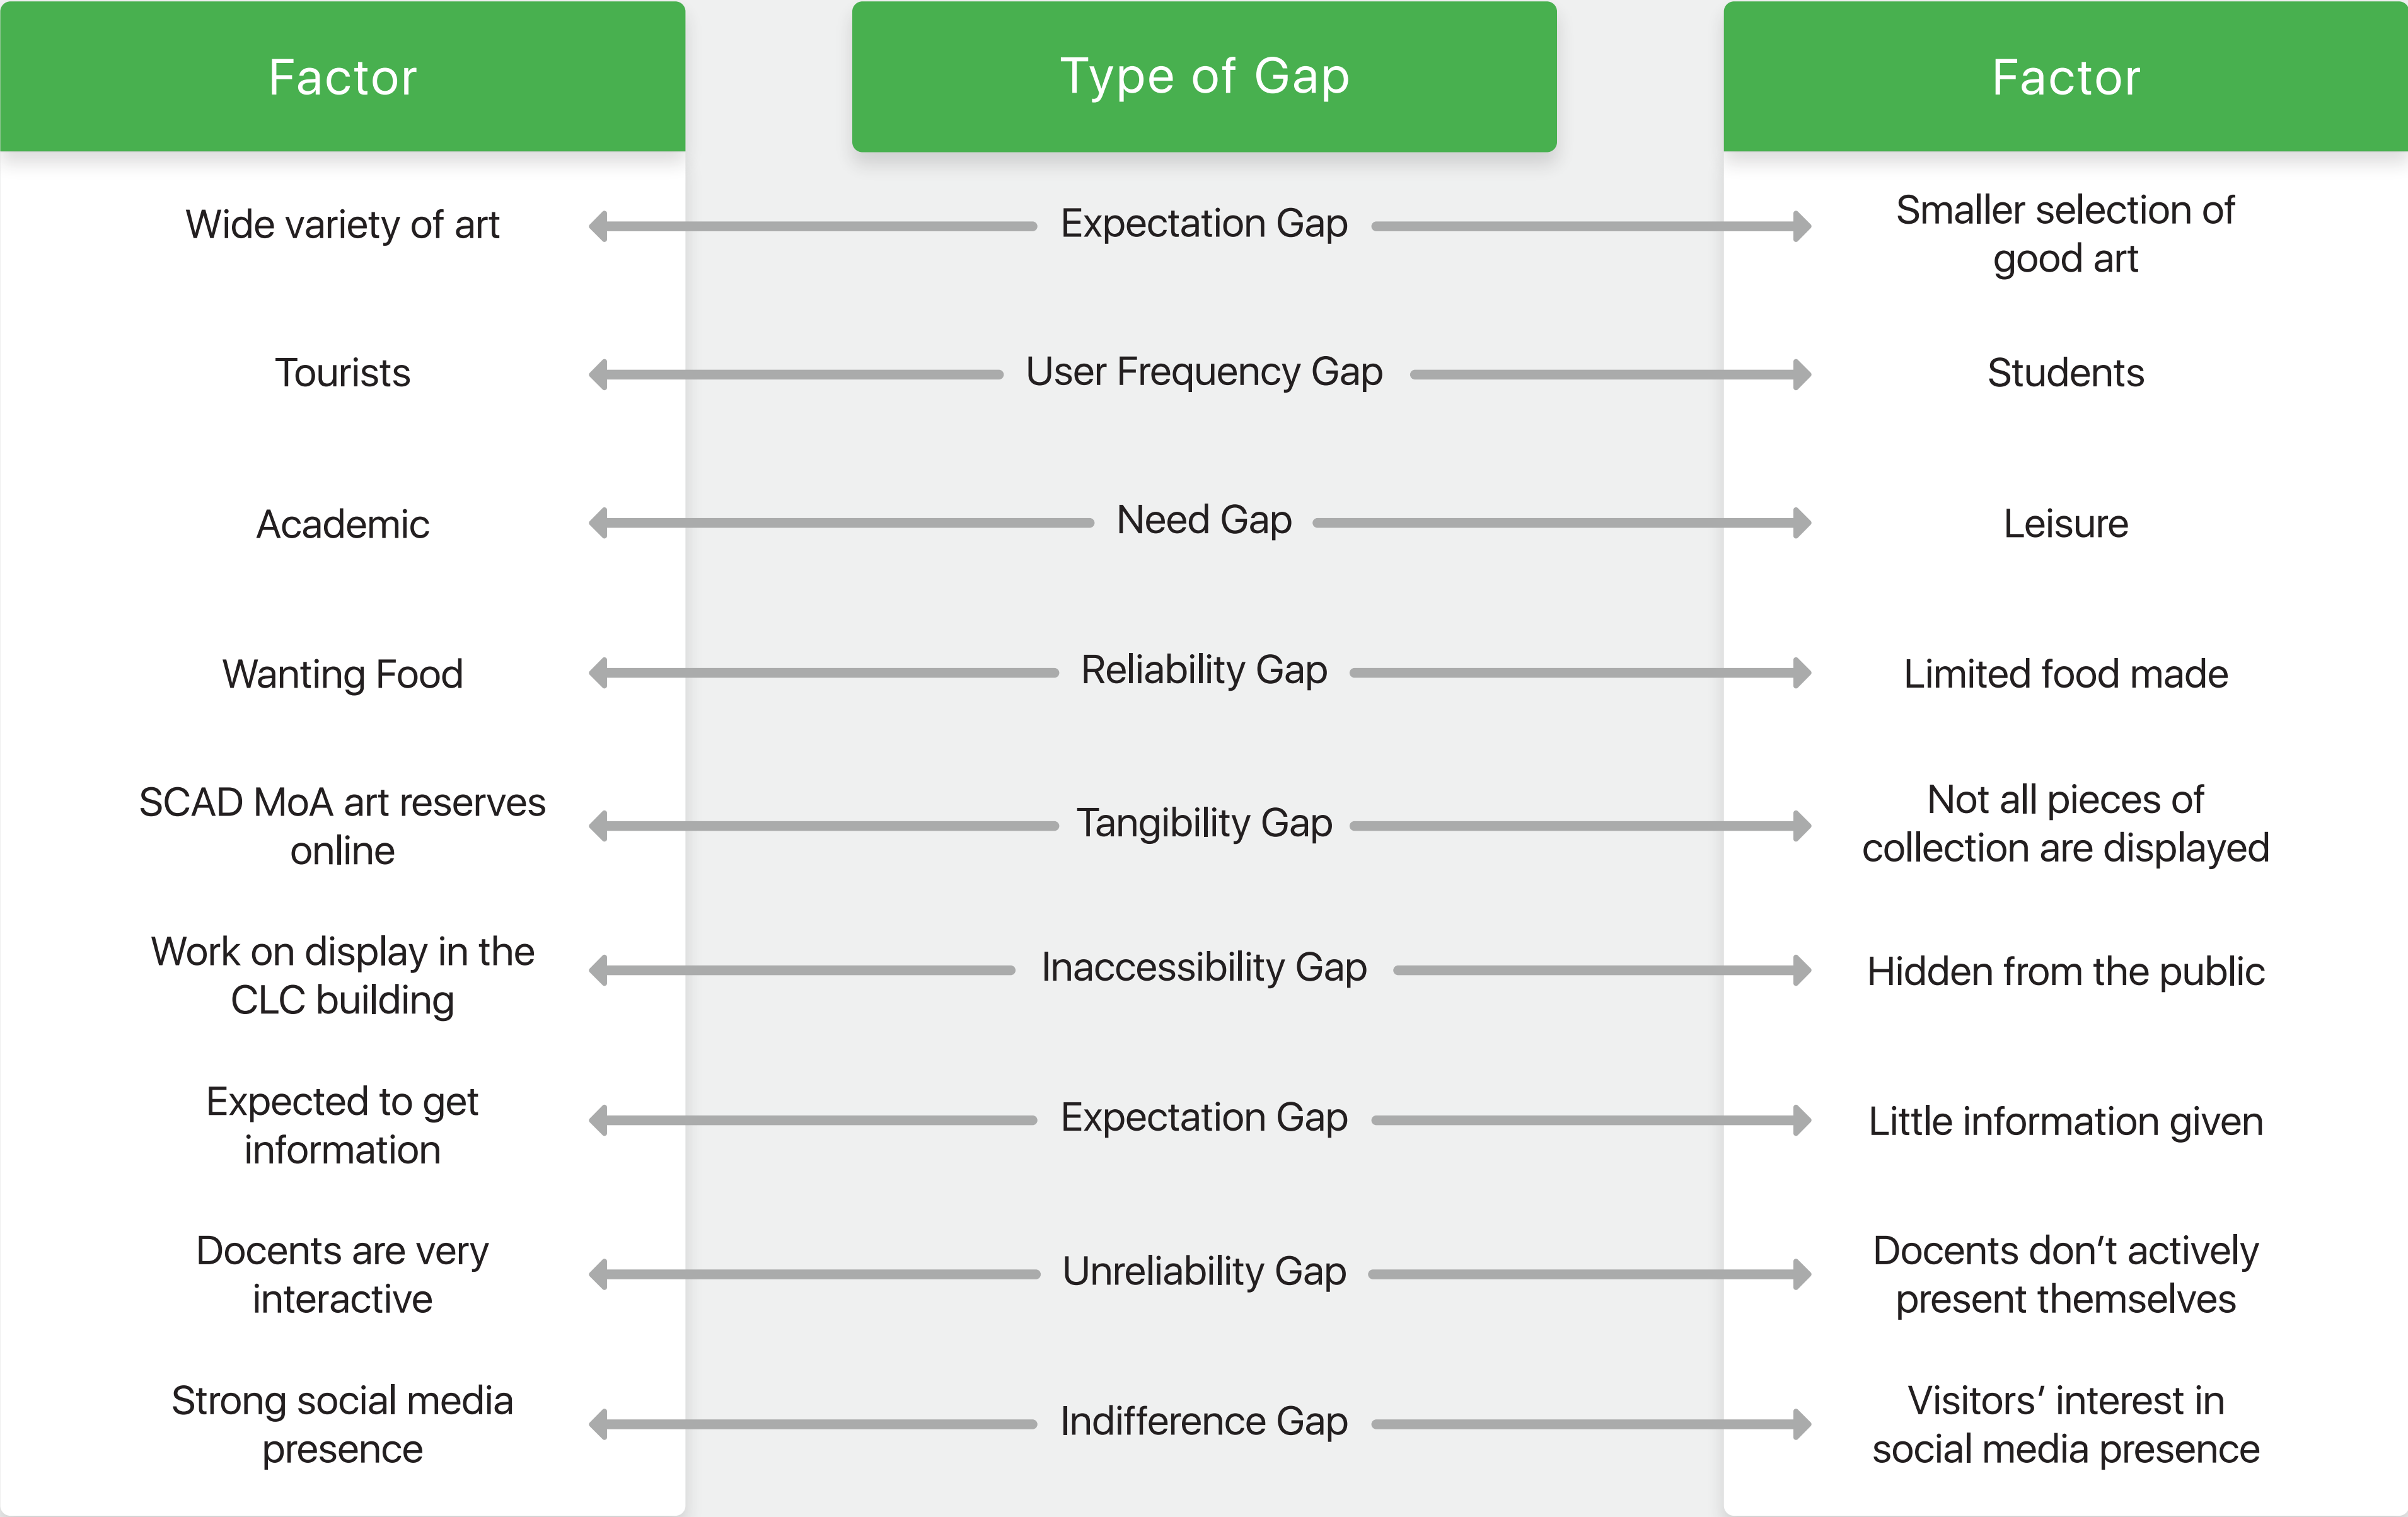 Factor
Type of Gap
Factor
Wide variety of art
Expectation Gap
Smaller selection of
good art
Tourists
User Frequency Gap
Students
Academic
Need Gap
Leisure
Wanting Food
Reliability Gap
Limited food made
SCAD MoA art reserves
online
Tangibility Gap
Not all pieces of
collection are displayed
Work on display in the
CLC building
Inaccessibility Gap
Hidden from the public
Expected to get
information
Expectation Gap
Little information given
Docents are very
interactive
Unreliability Gap
Docents don’t actively
present themselves
Strong social media
presence
Indifference Gap
Visitors’ interest in
social media presence